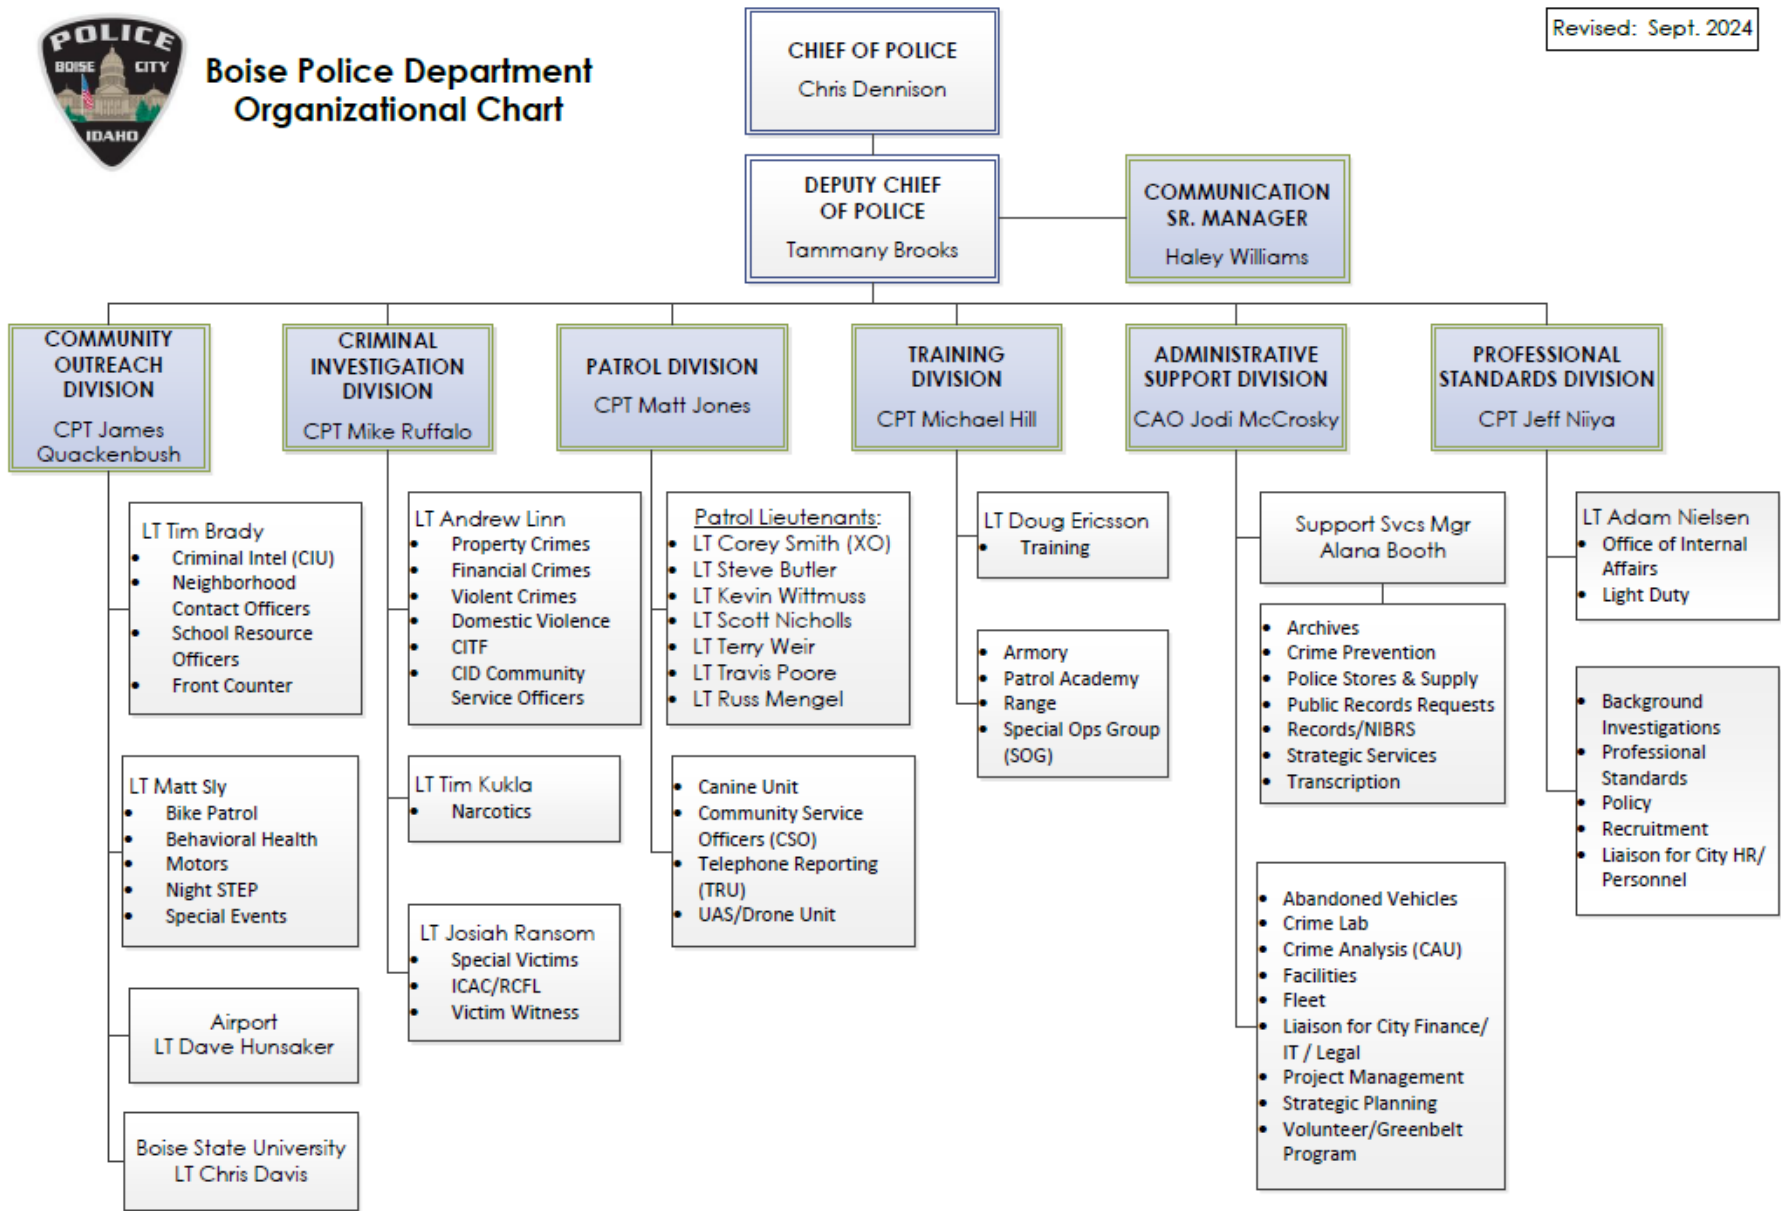 POLICE
BOISE CITY
IDAHO
Boise Police Department
Organizational Chart
Revised: Sept. 2024
CHIEF OF POLICE
Chris Dennison
DEPUTY CHIEF
OF POLICE
Tammany Brooks
COMMUNICATION
SR. MANAGER
Haley Williams
COMMUNITY
OUTREACH
DIVISION
CPT James
Quackenbush
LT Tim Brady
• Criminal Intel (CIU)
• Neighborhood
Contact Officers
• School Resource
Officers
• Front Counter
LT Matt Sly
• Bike Patrol
• Behavioral Health
• Motors
• Night STEP
• Special Events
Airport
LT Dave Hunsaker
Boise State University
LT Chris Davis
CRIMINAL
INVESTIGATION
DIVISION
CPT Mike Ruffalo
LT Andrew Linn
• Property Crimes
• Financial Crimes
• Violent Crimes
• Domestic Violence
• CITF
• CID Community
Service Officers
LT Tim Kukla
• Narcotics
LT Josiah Ransom
• Special Victims
• ICAC/RCFL
• Victim Witness
PATROL DIVISION
CPT Matt Jones
Patrol Lieutenants:
• LT Corey Smith (XO)
• LT Steve Butler
• LT Kevin Wittmuss
• LT Scott Nicholls
• LT Terry Weir
• LT Travis Poore
• LT Russ Mengel
• Canine Unit
• Community Service
Officers (CSO)
• Telephone Reporting
(TRU)
• UAS/Drone Unit
TRAINING
DIVISION
CPT Michael Hill
LT Doug Ericsson
• Training
• Armory
• Patrol Academy
• Range
• Special Ops Group
(SOG)
ADMINISTRATIVE
SUPPORT DIVISION
CAO Jodi McCrosky
Support Svcs Mgr
Alana Booth
• Archives
• Crime Prevention
• Police Stores & Supply
• Public Records Requests
• Records/NIBRS
• Strategic Services
• Transcription
• Abandoned Vehicles
• Crime Lab
• Crime Analysis (CAU)
• Facilities
• Fleet
• Liaison for City Finance/
IT / Legal
• Project Management
• Strategic Planning
• Volunteer/Greenbelt
Program
PROFESSIONAL
STANDARDS DIVISION
CPT Jeff Niiya
LT Adam Nielsen
• Office of Internal
Affairs
• Light Duty
• Background
Investigations
• Professional
Standards
• Policy
• Recruitment
• Liaison for City HR/
Personnel